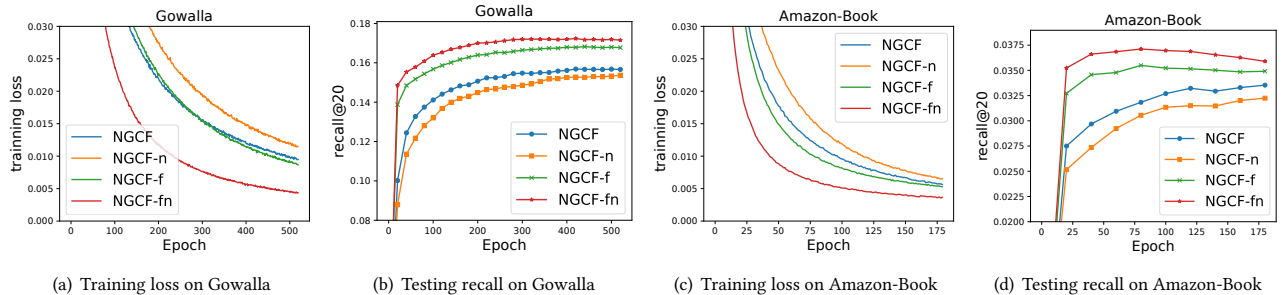 Gowalla
0.030
0.025
0.020
0.015
0.010
0.005
0.000
trainning loss
NGCF
NGCF-n
NGCF-f
NGCF-fn
0 100 200 300 400 500
Epoch
(a) Training loss on Gowalla
Gowalla
0.18
0.16
0.14
0.12
0.10
0.08
recall@20
NGCF
NGCF-n
NGCF-f
NGCF-fn
0 100 200 300 400 500
Epoch
(b) Testing recall on Gowalla
Amazon-Book
0.030
0.025
0.020
0.015
0.010
0.005
0.000
trainning loss
NGCF
NGCF-n
NGCF-f
NGCF-fn
0 25 50 75 100 125 150 175
Epoch
(c) Training loss on Amazon-Book
Amazon-Book
0.0375
0.0350
0.0325
0.0300
0.0275
0.0250
0.0225
0.0200
recall@20
NGCF
NGCF-n
NGCF-f
NGCF-fn
0 25 50 75 100 125 150 175
Epoch
(d) Testing recall on Amazon-Book